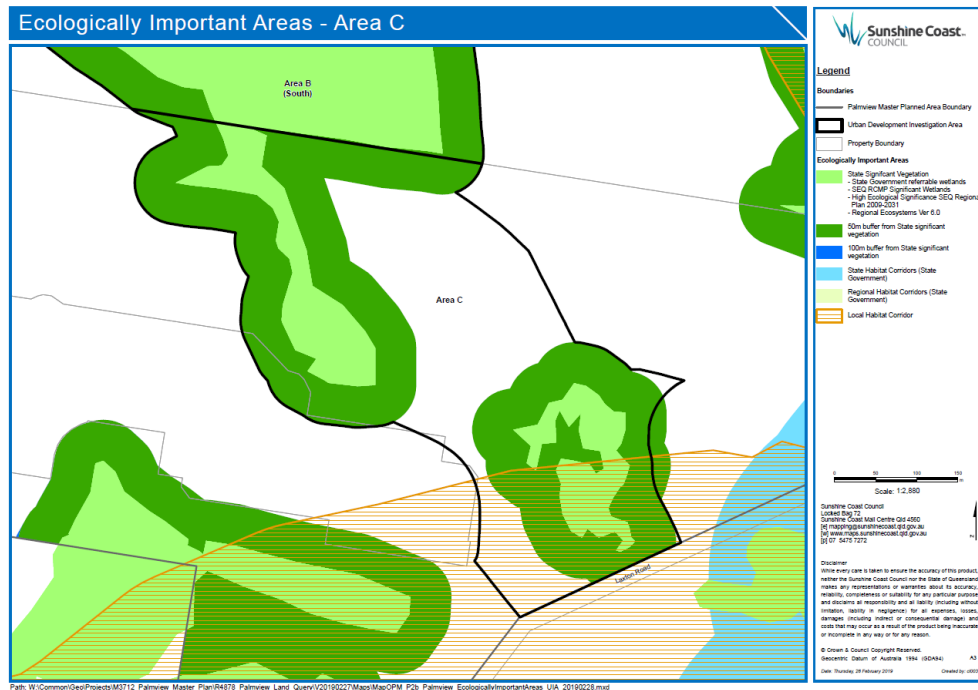 Ecologically Important Areas - Area C
Area B
(South)
Area C
Laxton Road
Sunshine Coast
COUNCIL
Legend
Boundaries
Palmview Master Planned Area Boundary
Urban Development Investigation Area
Property Boundary
Ecologically Important Areas
State Signifcant Vegetation
- State Government referrable wetlands
- SEQ RCMP Significant Wetlands
- High Ecological Significance SEQ Regional
Plan 2009-2031
- Regional Ecosystems Ver 6.0
50m buffer from State significant
vegetation
100m buffer from State significant
vegetation
State Habitat Corridors (State
Government)
Regional Habitat Corridors (State
Government)
Local Habitat Corridor
0 50 100 150
m
Scale: 1:2,880
Sunshine Coast Council
Locked Bag 72
Sunshine Coast Mail Centre Qld 4560
[e] mapping@sunshinecoast.qld.gov.au
[w] www.maps.sunshinecoast.qld.gov.au
[p] 07 5475 7272
Disclaimer
While every care is taken to ensure the accuracy of this product,
neither the Sunshine Coast Council nor the State of Queensland
makes any representations or warranties about its accuracy,
reliability, completeness or suitability for any particular purpose
and disclaims all responsibility and all liability (including without
limitation, liability in negligence) for all expenses, losses,
damages (including indirect or consequential damage) and
costs that may occur as a result of the product being inaccurate
or incomplete in any way or for any reason.
© Crown & Council Copyright Reserved.
Geocentric Datum of Australia 1994 (GDA94) A3
Date: Thursday, 28 February 2019 Created by:
Path: W:\Common\Geo\Projects\M3712_Palmview_Master_Plan\R4878_Palmview_Land_Query\V20190227\Maps\MapOPM_P2b_Palmview_EcologicallyImportantAreas_UIA_20190228.mxd